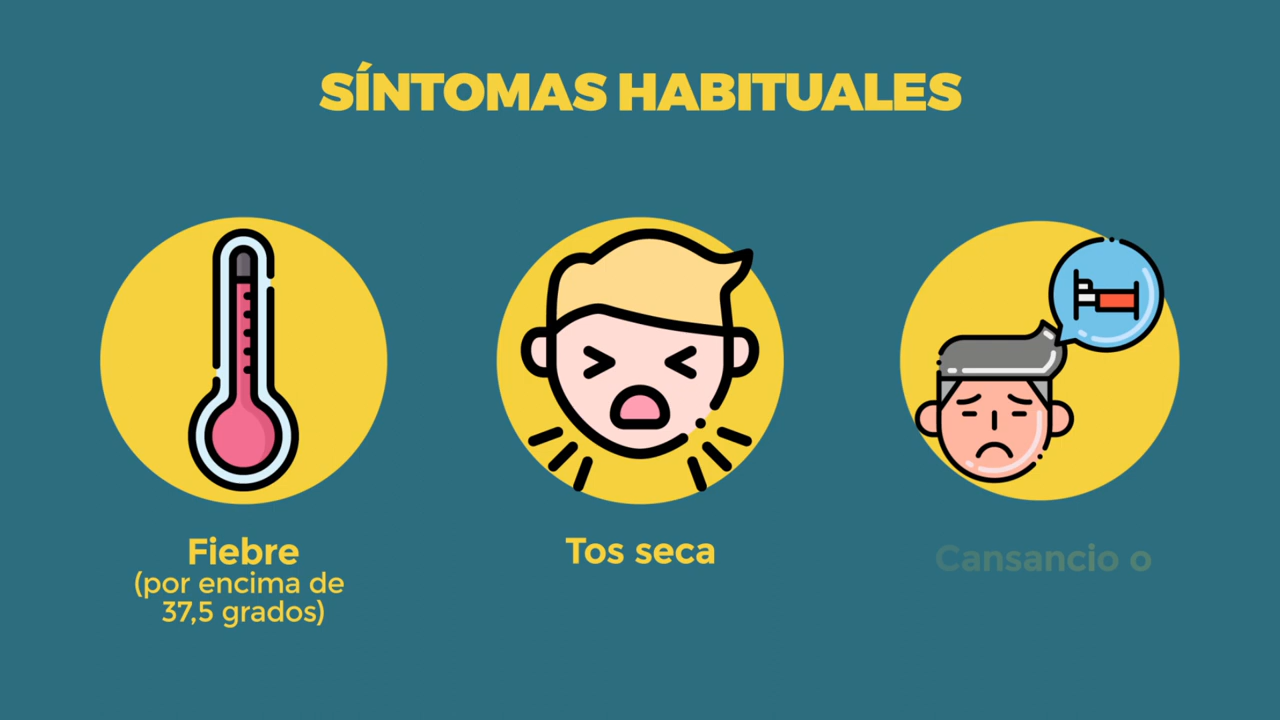 SÍNTOMAS HABITUALES
Fiebre
(por encima de
37,5 grados)
Tos seca
Cansancio o